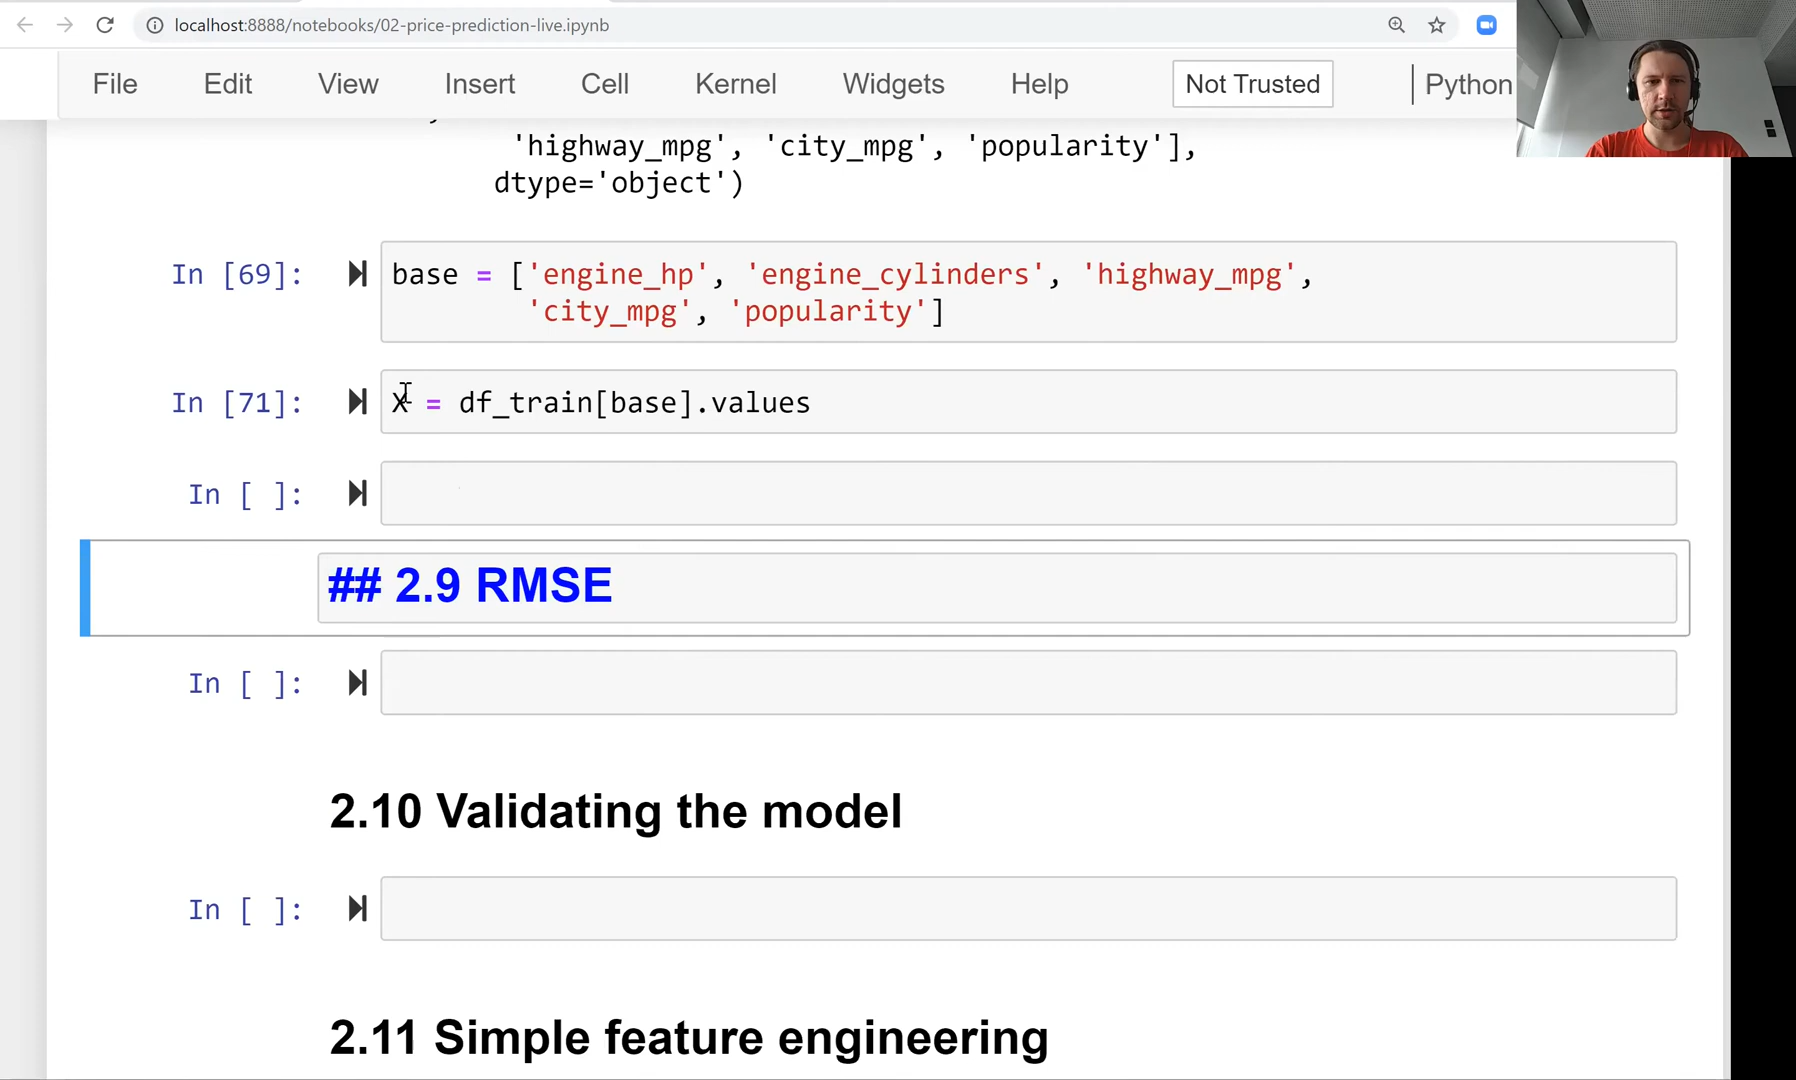 localhost:8888/notebooks/02-price-prediction-live.ipynb
File Edit View Insert Cell Kernel Widgets Help Not Trusted Python
'highway_mpg', 'city_mpg', 'popularity'],
dtype='object')
In [69]: base = ['engine_hp', 'engine_cylinders', 'highway_mpg',
'city_mpg', 'popularity']
In [71]: X = df_train[base].values
In [ ]:
## 2.9 RMSE
In [ ]:
2.10 Validating the model
In [ ]:
2.11 Simple feature engineering